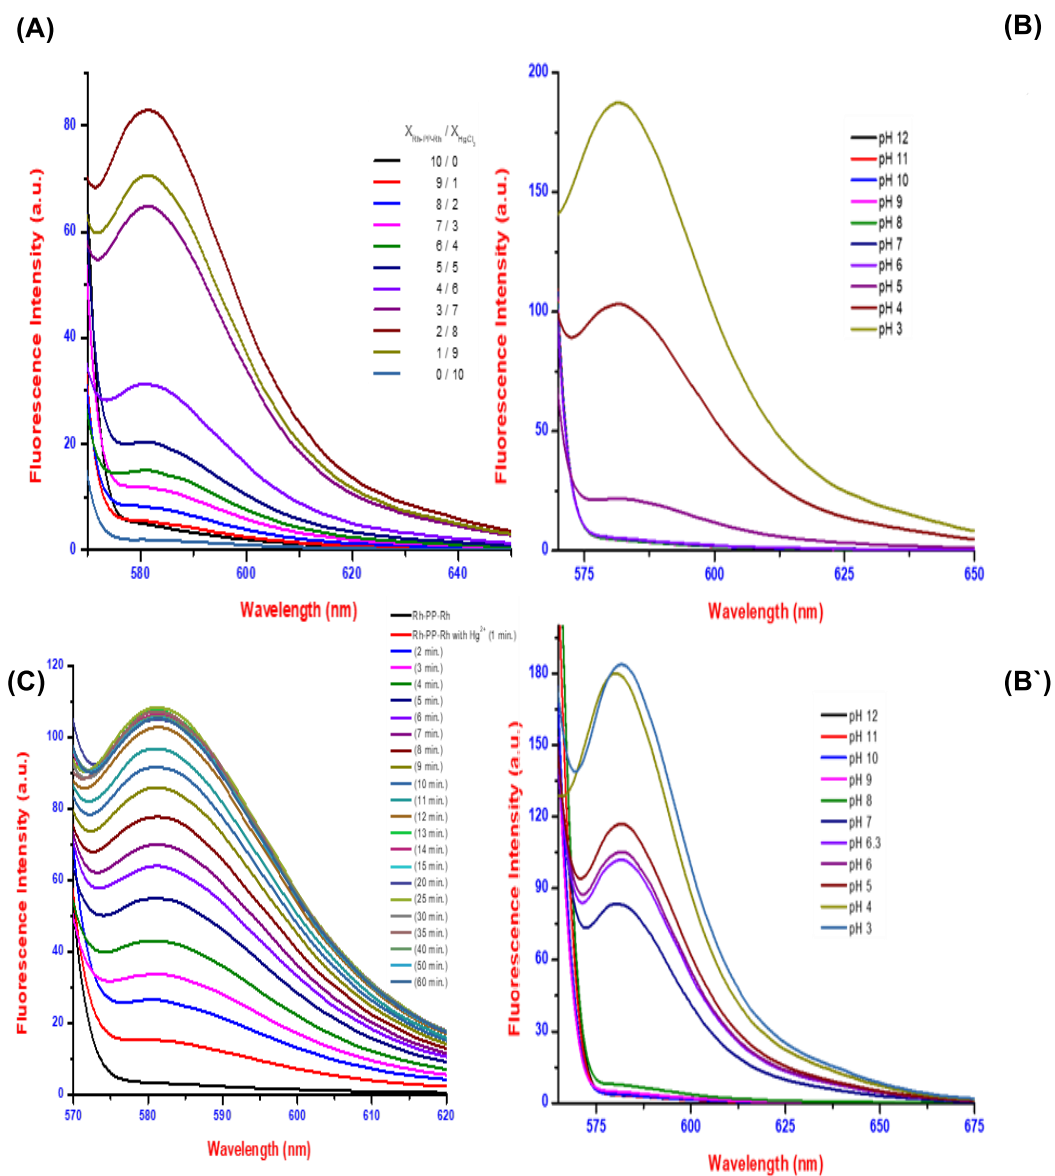 (A)
Fluorescence Intensity (a.u.)
80
60
40
20
0
580
600
620
640
Wavelength (nm)
X Rh-PP-Rh / X HgCl2
10 / 0
9 / 1
8 / 2
7 / 3
6 / 4
5 / 5
4 / 6
3 / 7
2 / 8
1 / 9
0 / 10
(B)
Fluorescence Intensity (a.u.)
200
150
100
50
0
575
600
625
650
Wavelength (nm)
pH 12
pH 11
pH 10
pH 9
pH 8
pH 7
pH 6
pH 5
pH 4
pH 3
(C)
Fluorescence Intensity (a.u.)
120
100
80
60
40
20
0
570
580
590
600
610
620
Wavelength (nm)
Rh-PP-Rh
Rh-PP-Rh with Hg2+ (1 min.)
(2 min.)
(3 min.)
(4 min.)
(5 min.)
(6 min.)
(7 min.)
(8 min.)
(9 min.)
(10 min.)
(11 min.)
(12 min.)
(13 min.)
(14 min.)
(15 min.)
(20 min.)
(25 min.)
(30 min.)
(35 min.)
(40 min.)
(50 min.)
(60 min.)
(B`)
Fluorescence Intensity (a.u.)
180
150
120
90
60
30
0
575
600
625
650
675
Wavelength (nm)
pH 12
pH 11
pH 10
pH 9
pH 8
pH 7
pH 6.3
pH 6
pH 5
pH 4
pH 3